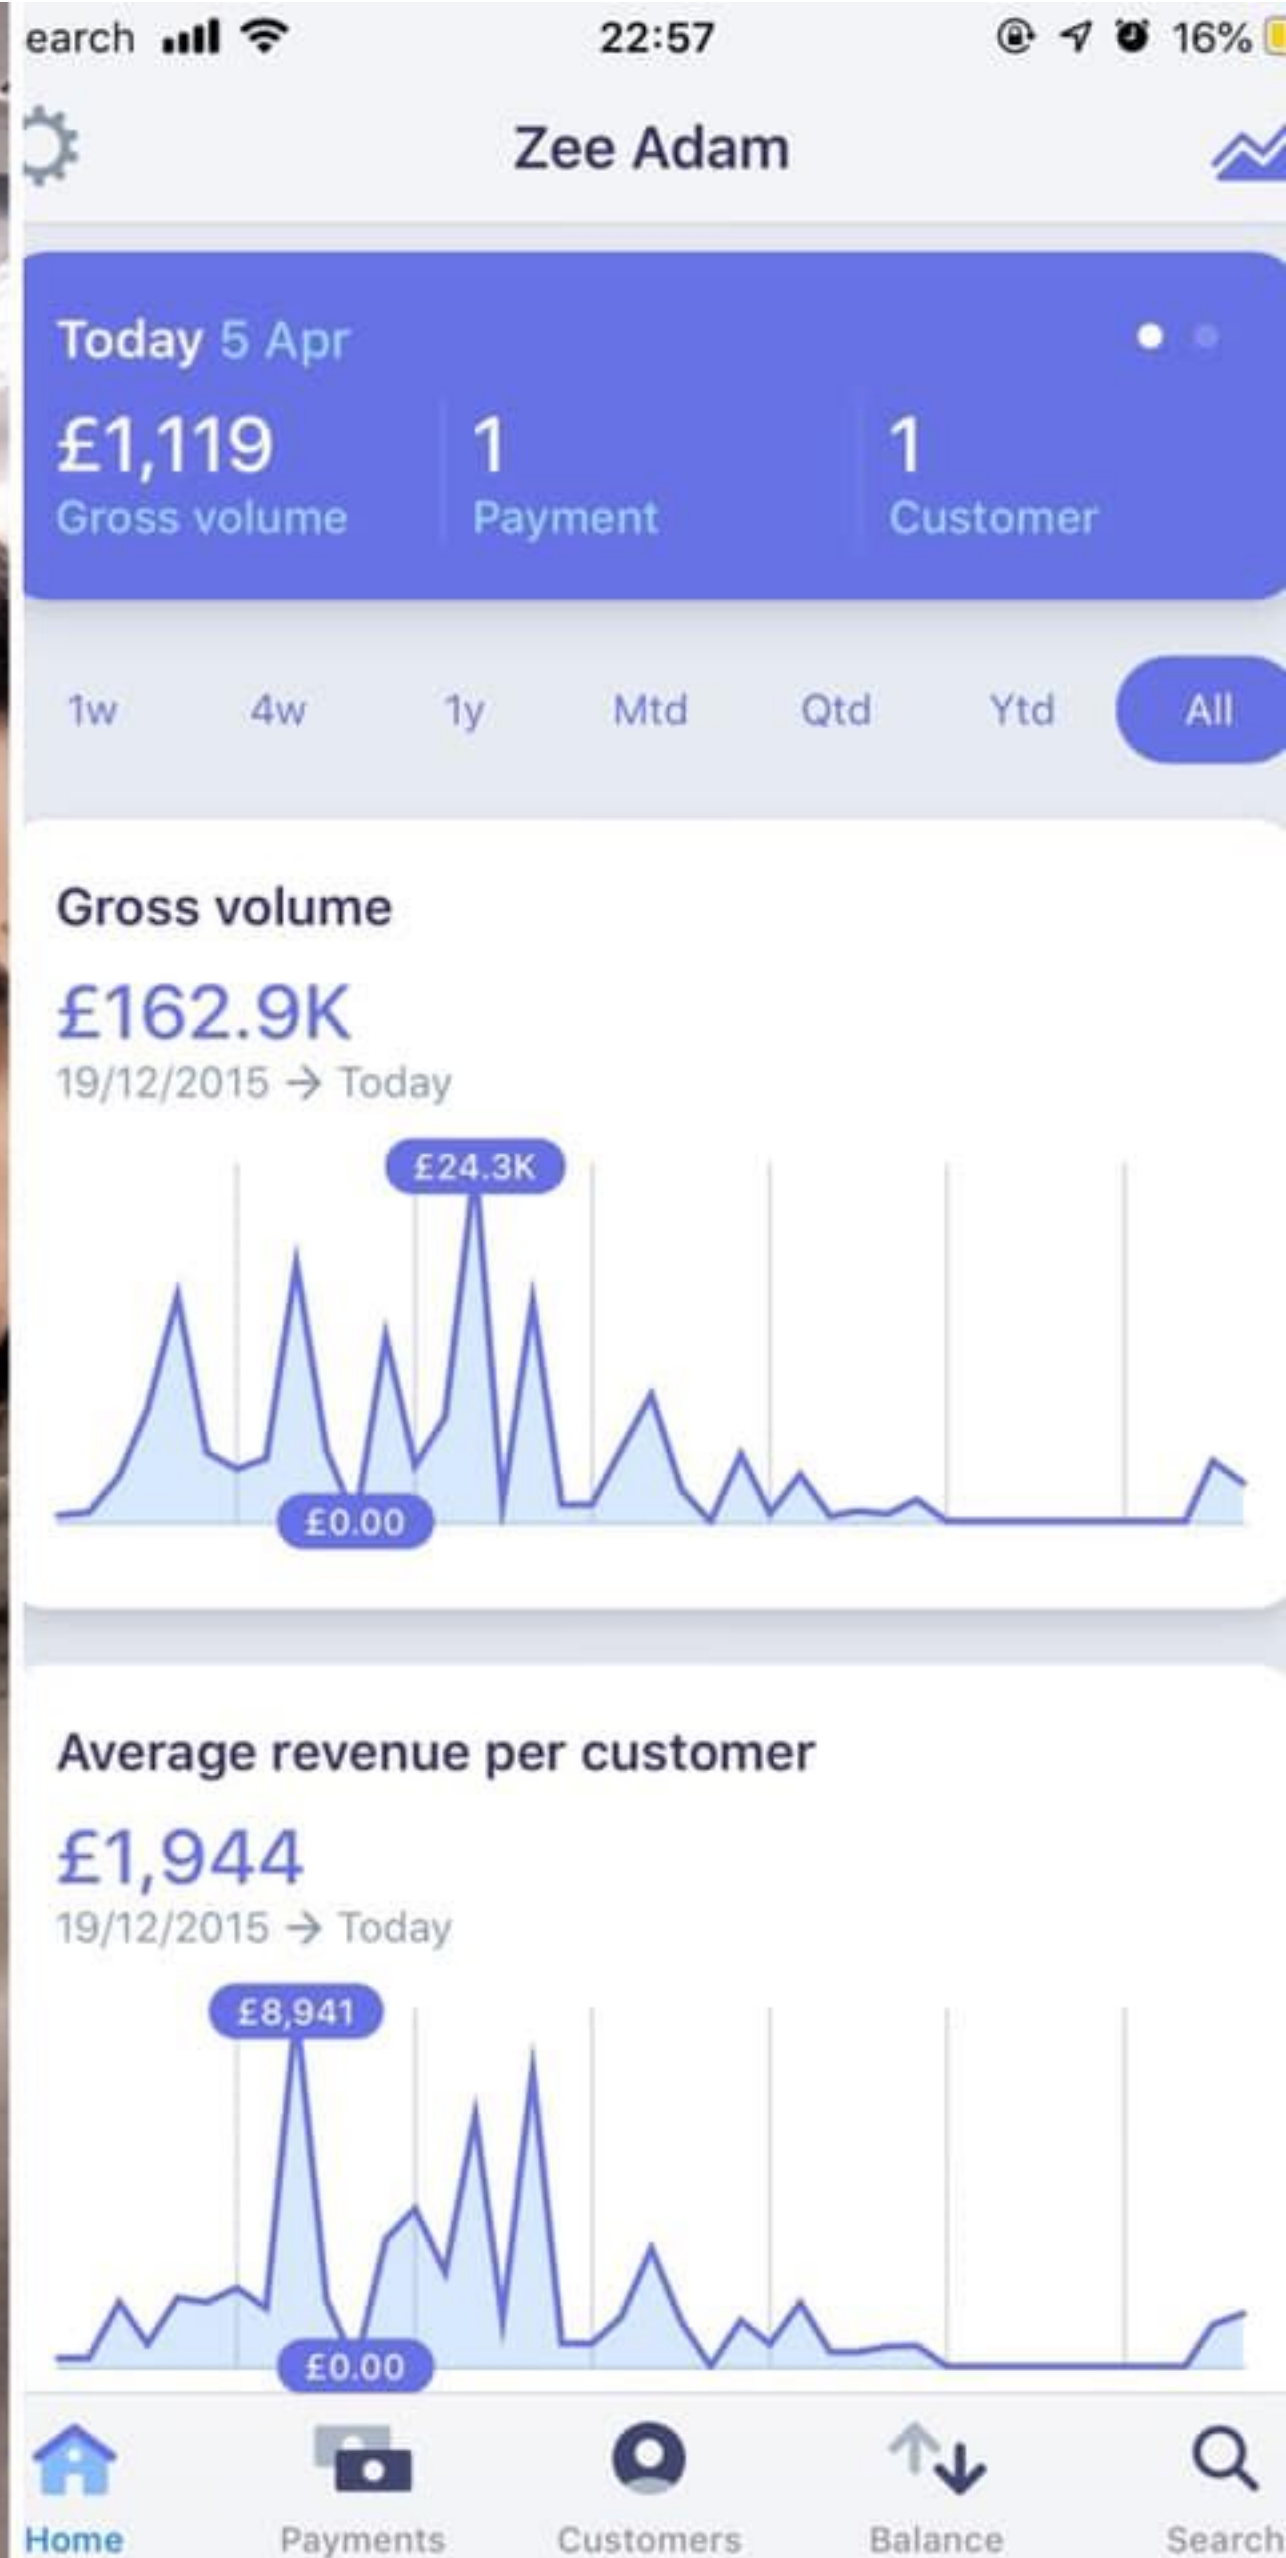 earch 22:57 16%
Zee Adam
Today 5 Apr
£1,119 1 1
Gross volume Payment Customer
1w 4w 1y Mtd Qtd Ytd All
Gross volume
£162.9K
19/12/2015 → Today
£24.3K
£0.00
Average revenue per customer
£1,944
19/12/2015 → Today
£8,941
£0.00
Home Payments Customers Balance Search